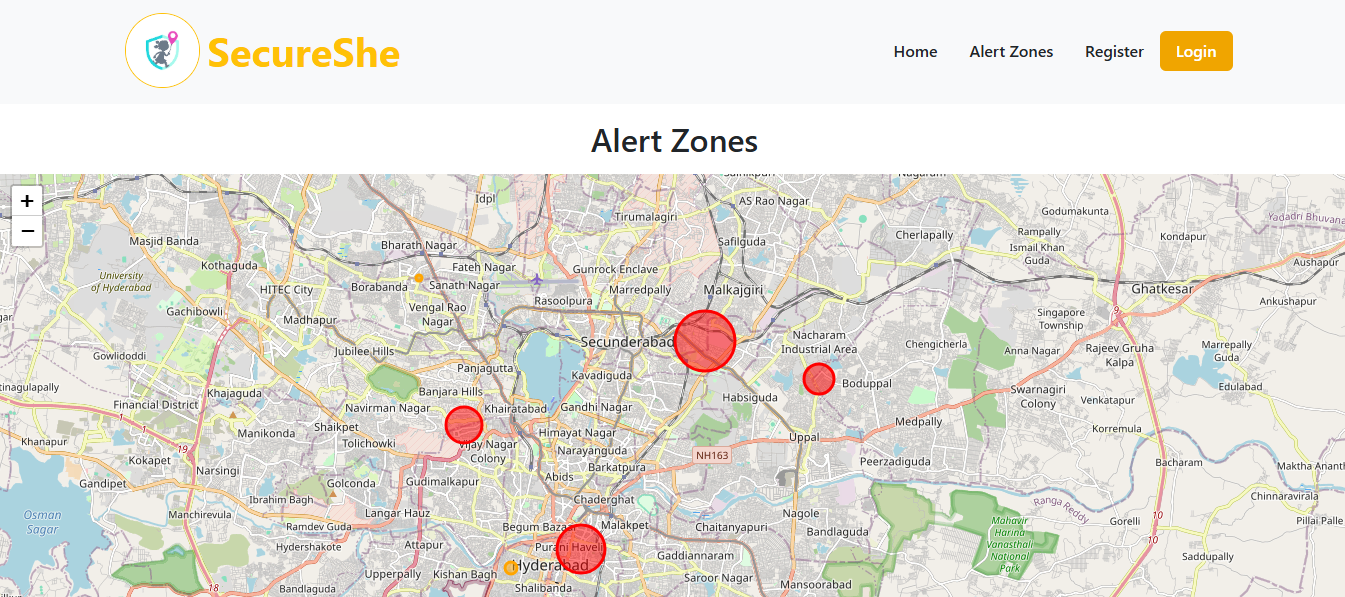 SecureShe
Home
Alert Zones
Register
Login
Alert Zones
+
−
Idpl
AS Rao Nagar
Tirumalagiri
Godumakunta
Yadadri Bhuvana
Masjid Banda
Bharath Nagar
Safilguda
Cherlapally
Rampally
Kondapur
Ismail Khan
Guda
Kothaguda
Fateh Nagar
Gunrock Enclave
Aushapur
University
of Hyderabad
HITEC City
Borabanda
Sanath Nagar
Marredpally
Malkajgiri
Ghatkesar
Rasoolpura
Ankushapur
Gachibowli
Madhapur
Vengal Rao
Nagar
Singapore
Township
9
Nacharam
Industrial Area
Secunderabad
Chengicherla
Marrepally
Guda
Gowlidoddi
Jubilee Hills
Anna Nagar
Rajeev Gruha
Kalpa
Panjagutta
Kavadiguda
Boduppal
tinagulapally
Khajaguda
Banjara Hills
Habsiguda
Swarnagiri
Colony
Edulabad
Financial District
Navirman Nagar
Khairatabad
Gandhi Nagar
Venkatapur
Medpally
Khanapur
Manikonda
Shaikpet
Himayat Nagar
Uppal
Korremula
1
19
Tolichowki
Vijay Nagar
Colony
Narayanguda
NH163
Kokapet
Narsingi
Barkatpura
Peerzadiguda
Bacharam
Maktha Ananth
Gandipet
Golconda
Gudimalkapur
Abids
Ibrahim Bagh
Chaderghat
Ranga Reddy
Chinnaravirala
Osman
Sagar
Manchirevula
Langar Hauz
Nagole
10
Ramdev Guda
Begum Bazaa
Malakpet
Chaitanyapuri
Bandlaguda
Mahavir
Harina
Vanasthali
National
Park
Gorelli
Pillai Palle
Hydershakote
Attapur
Purani Haveli
Gaddiannaram
10
Saddupally
Upperpally
Kishan Bagh
Hyderabad
Saroor Nagar
Mansoorabad
18
Bandlaguda
Shalibanda